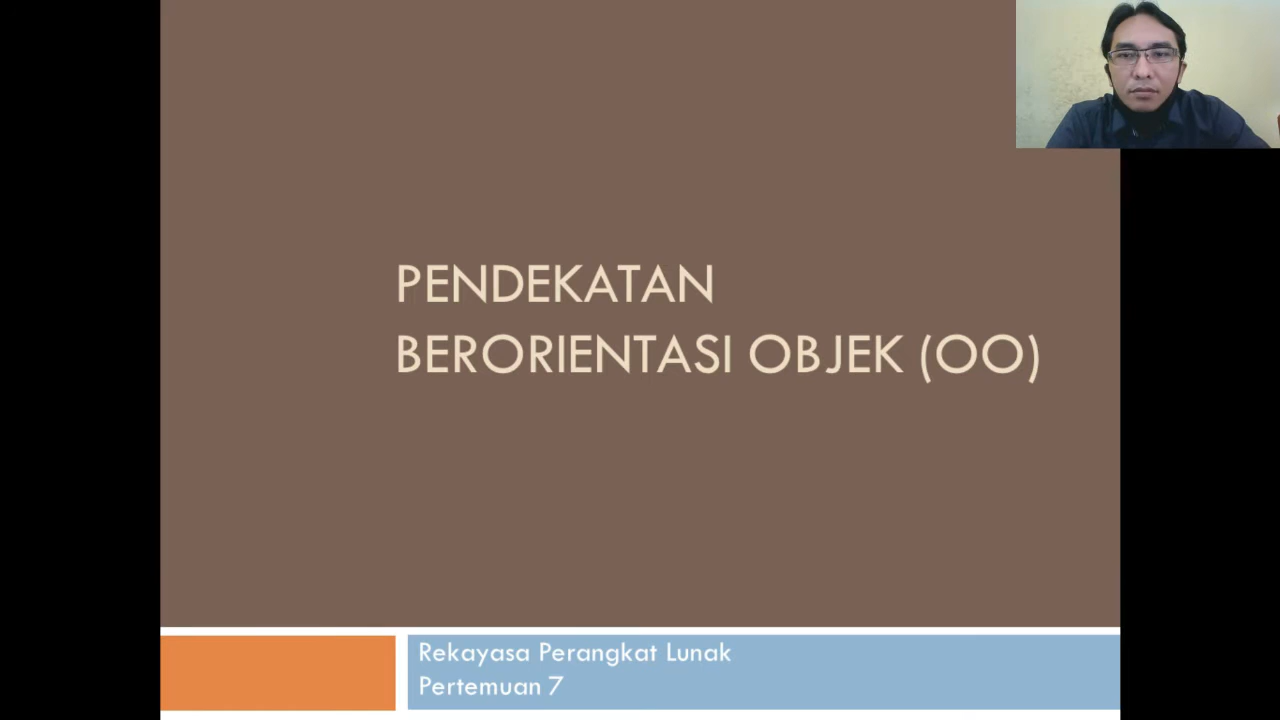 PENDEKATAN
BERORIENTASI OBJEK (OO)
Rekayasa Perangkat Lunak
Pertemuan 7